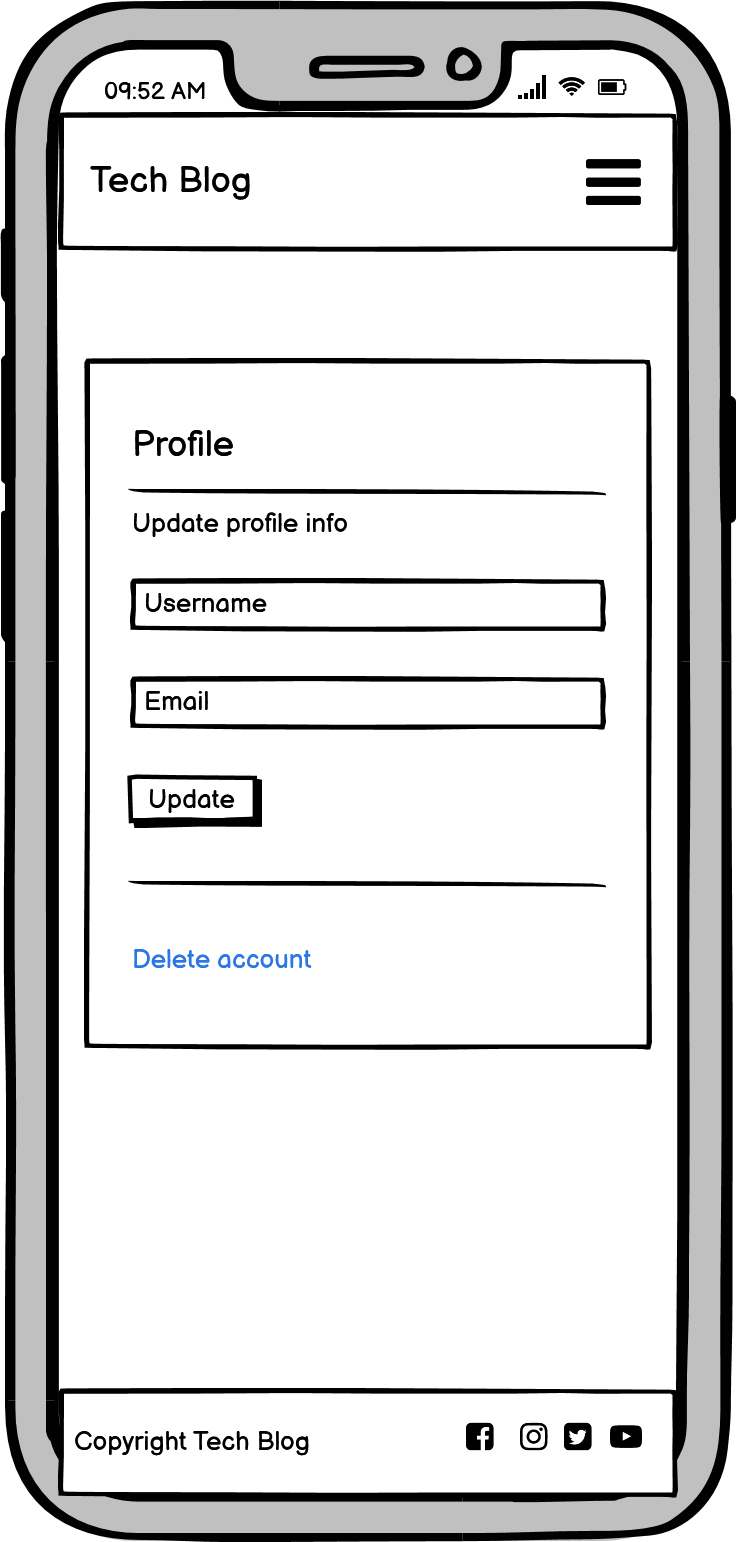 09:52 AM
Tech Blog
Profile
Update profile info
Username
Email
Update
Delete account
Copyright Tech Blog